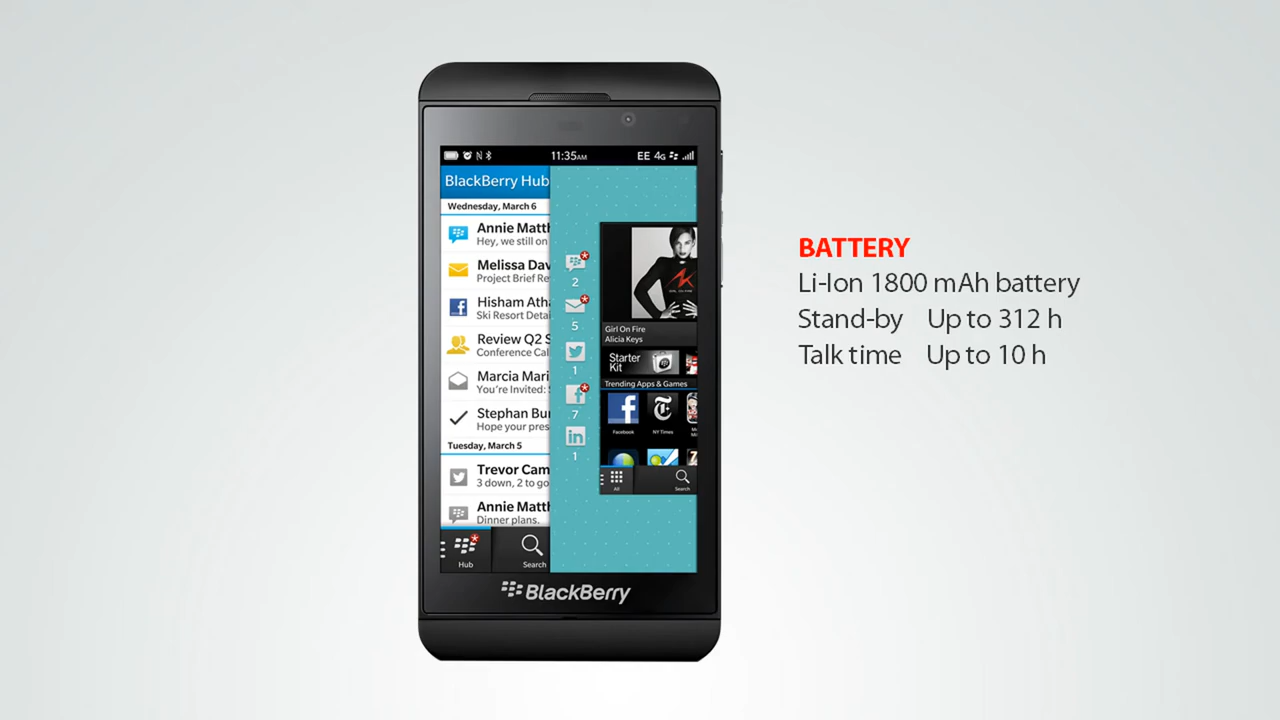 11:35AM
EE 4G
BlackBerry Hub
Wednesday, March 6
Annie Matt
Hey, we still on
Melissa Dav
Project Brief Re
Hisham Atha
Ski Resort Detai
Review Q2 S
Conference Cal
Marcia Mari
You're Invited:
Stephan Bu
Hope your pres
Tuesday, March 5
Trevor Cam
3 down, 2 to go
Annie Matt
Dinner plans.
Hub
Search
2
5
1
7
1
Girl On Fire
Alicia Keys
Starter
Kit
Trending Apps & Games
Facebook
NY Times
All
Search
BlackBerry
BATTERY
Li-Ion 1800 mAh battery
Stand-by Up to 312 h
Talk time Up to 10 h